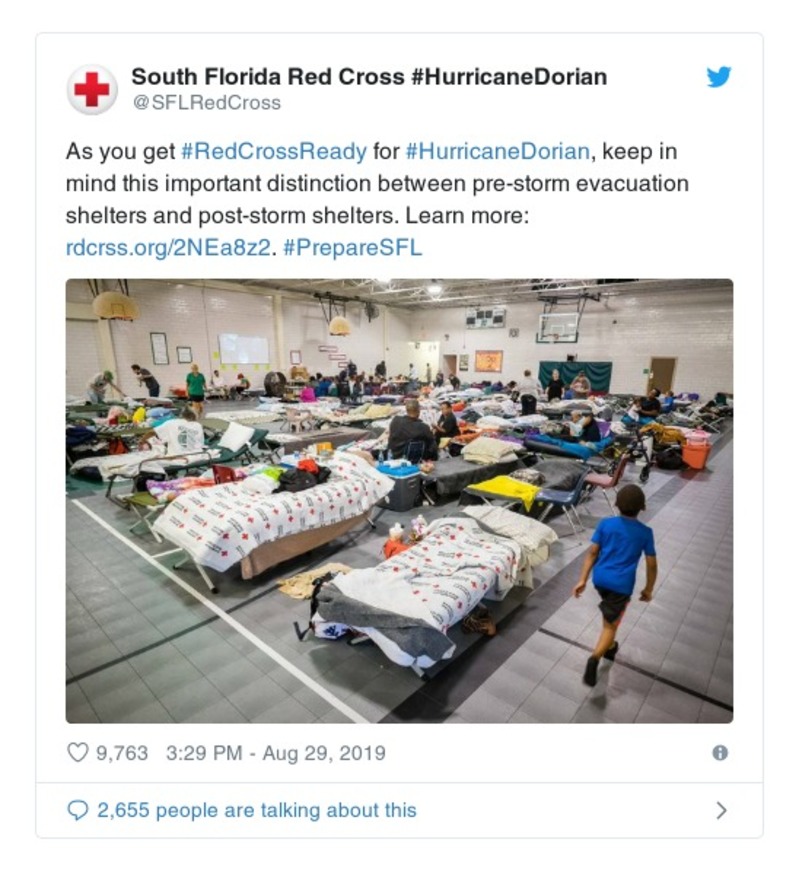 South Florida Red Cross #HurricaneDorian
@SFLRedCross
As you get #RedCrossReady for #HurricaneDorian, keep in
mind this important distinction between pre-storm evacuation
shelters and post-storm shelters. Learn more:
rdcrss.org/2NEa8z2. #PrepareSFL
9,763 3:29 PM - Aug 29, 2019
2,655 people are talking about this